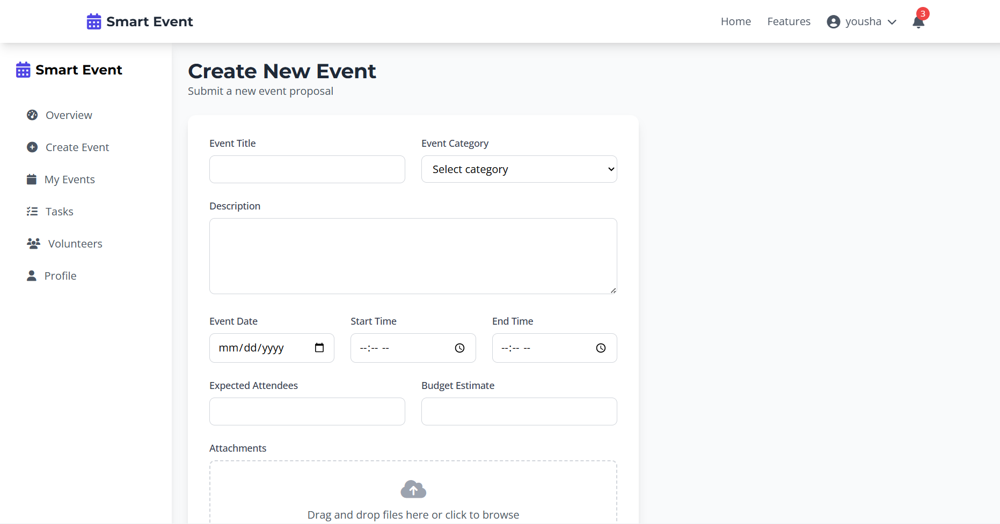 Smart Event
Home Features yousha 3
Smart Event
Overview
Create Event
My Events
Tasks
Volunteers
Profile
Create New Event
Submit a new event proposal
Event Title Event Category
Select category
Description
Event Date Start Time End Time
mm/dd/yyyy --:-- -- --:-- --
Expected Attendees Budget Estimate
Attachments
Drag and drop files here or click to browse